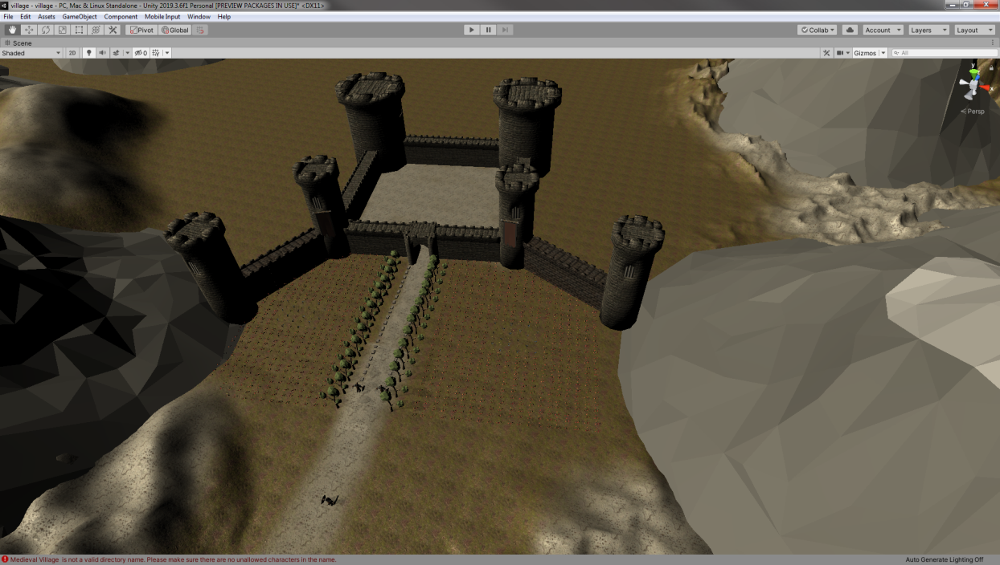 village - village - PC, Mac & Linux Standalone - Unity 2019.3.6f1 Personal [PREVIEW PACKAGES IN USE]* <DX11>
File Edit Assets GameObject Component Mobile Input Window Help
Pivot Global Collab Account Layers Layout
Scene
Shaded 2D 0 Gizmos All
y
x
Persp
Medieval Village  is not a valid directory name. Please make sure there are no unallowed characters in the name.
Auto Generate Lighting Off